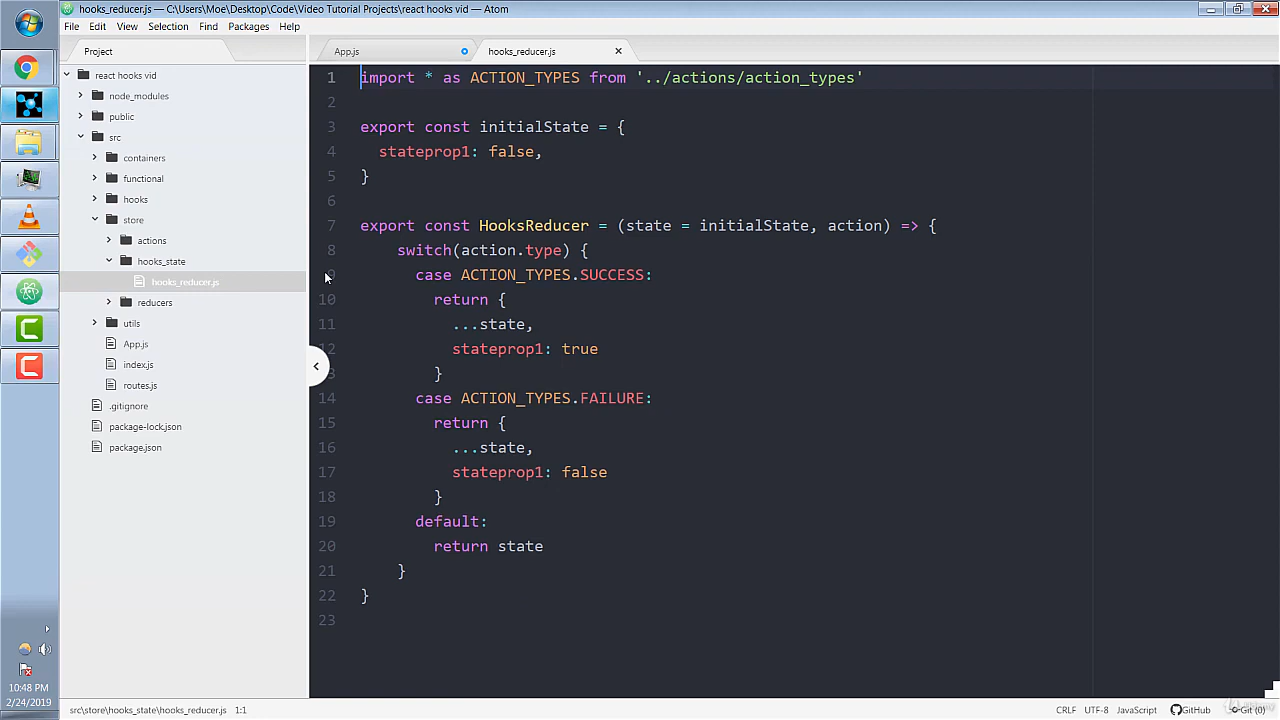 hooks_reducer.js — C:\Users\Moe\Desktop\Code\Video Tutorial Projects\react hooks vid — Atom
File Edit View Selection Find Packages Help
Project
App.js
hooks_reducer.js
react hooks vid
node_modules
public
src
containers
functional
hooks
store
actions
hooks_state
hooks_reducer.js
reducers
utils
App.js
index.js
routes.js
.gitignore
package-lock.json
package.json
1 import * as ACTION_TYPES from '../actions/action_types'
2
3 export const initialState = {
4 stateprop1: false,
5 }
6
7 export const HooksReducer = (state = initialState, action) => {
8 switch(action.type) {
9 case ACTION_TYPES.SUCCESS:
10 return {
11 ...state,
12 stateprop1: true
13 }
14 case ACTION_TYPES.FAILURE:
15 return {
16 ...state,
17 stateprop1: false
18 }
19 default:
20 return state
21 }
22 }
23
10:48 PM
2/24/2019
src\store\hooks_state\hooks_reducer.js 1:1
CRLF UTF-8 JavaScript GitHub Git (0)